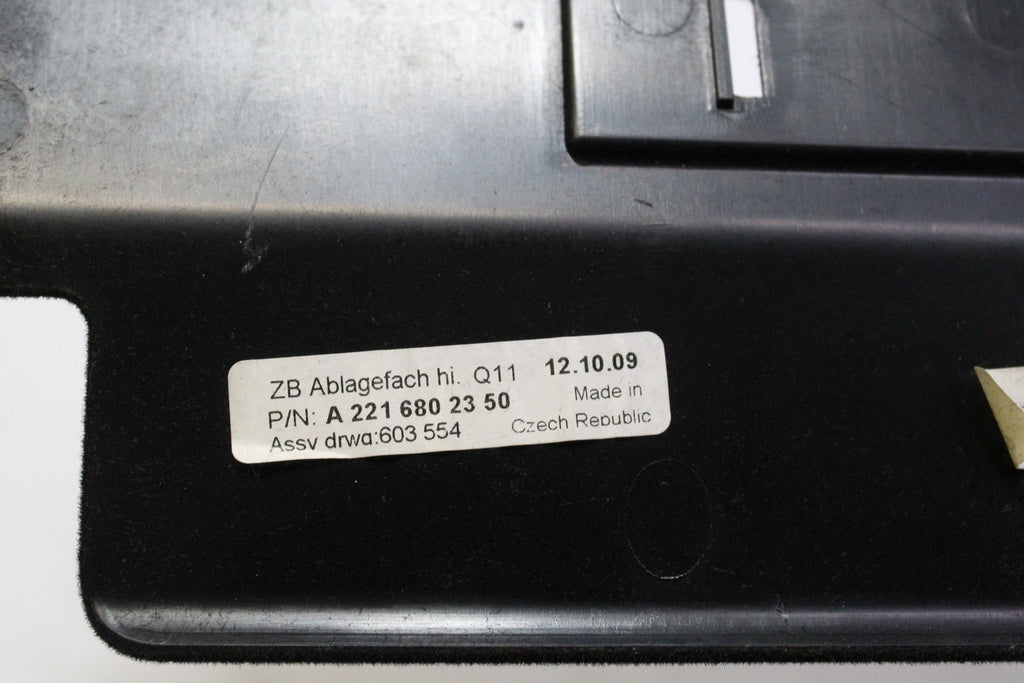 ZB Ablagefach hi. Q11 12.10.09
P/N: A 221 680 23 50 Made in
Assy drwg:603 554 Czech Republic